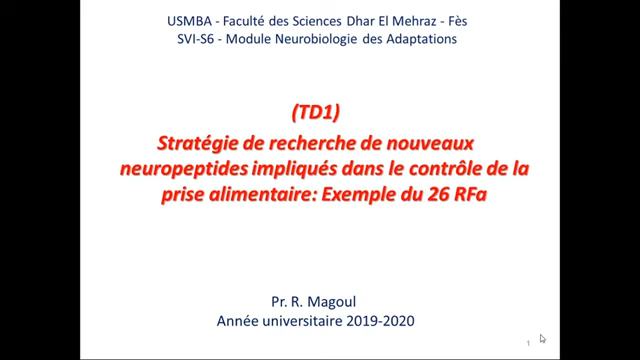 USMBA - Faculté des Sciences Dhar El Mehraz - Fès
SVI-S6 - Module Neurobiologie des Adaptations
(TD1)
Stratégie de recherche de nouveaux
neuropeptides impliqués dans le contrôle de la
prise alimentaire: Exemple du 26 RFa
Pr. R. Magoul
Année universitaire 2019-2020
1